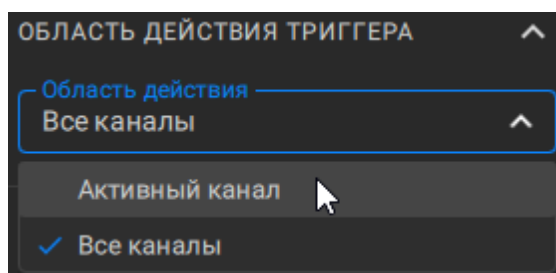 ОБЛАСТЬ ДЕЙСТВИЯ ТРИГГЕРА
Область действия
Все каналы
Активный канал
Все каналы